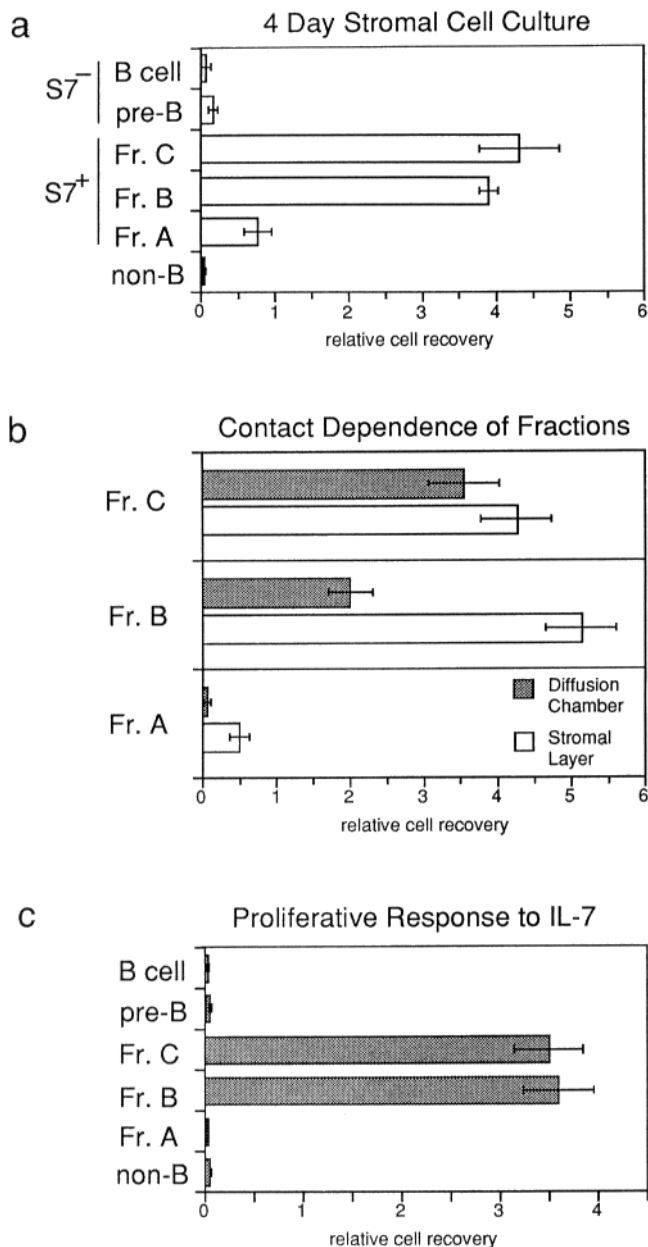 a
4 Day Stromal Cell Culture
S7⁻
B cell
pre-B
S7⁺
Fr. C
Fr. B
Fr. A
non-B
0 1 2 3 4 5 6
relative cell recovery
b
Contact Dependence of Fractions
Fr. C
Fr. B
Fr. A
Diffusion
Chamber
Stromal
Layer
0 1 2 3 4 5 6
relative cell recovery
c
Proliferative Response to IL-7
B cell
pre-B
Fr. C
Fr. B
Fr. A
non-B
0 1 2 3 4
relative cell recovery